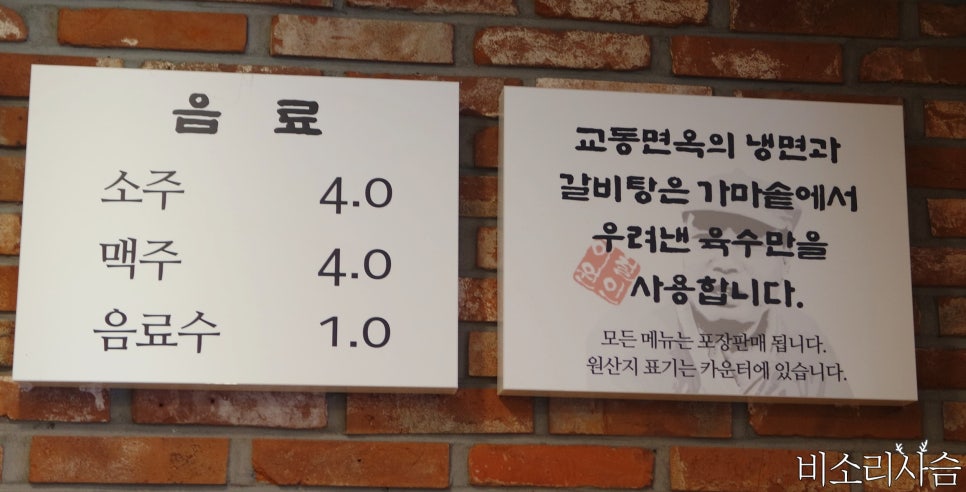 음 료
소주 4.0
맥주 4.0
음료수 1.0
교동면옥의 냉면과
갈비탕은 가마솥에서
우려낸 육수만을
사용합니다.
모든 메뉴는 포장판매 됩니다.
원산지 표기는 카운터에 있습니다.
비소리사슴